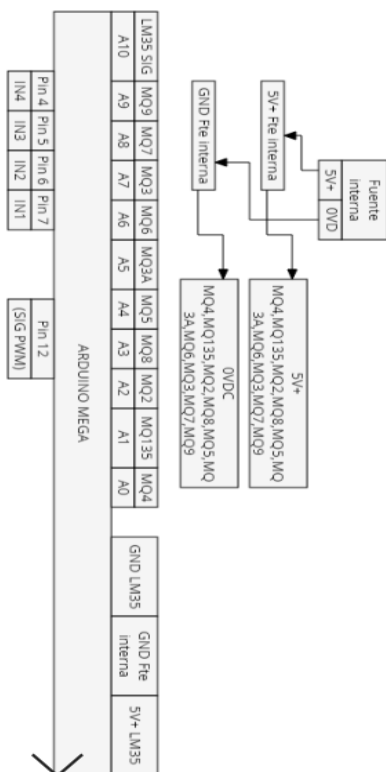 Fuente
interna
5V+
0VD
5V+ Fte interna
GND Fte interna
5V+
MQ4,MQ135,MQ2,MQ8,MQ5,MQ
3A,MQ6,MQ3,MQ7,MQ9
0VDC
MQ4,MQ135,MQ2,MQ8,MQ5,MQ
3A,MQ6,MQ3,MQ7,MQ9
LM35 SIG
MQ9
MQ7
MQ3
MQ6
MQ3A
MQ5
MQ8
MQ2
MQ135
MQ4
GND LM35
GND Fte
interna
5V+ LM35
A10
A9
A8
A7
A6
A5
A4
A3
A2
A1
A0
ARDUINO MEGA
Pin 4
Pin 5
Pin 6
Pin 7
Pin 12
(SIG PWM)
IN4
IN3
IN2
IN1